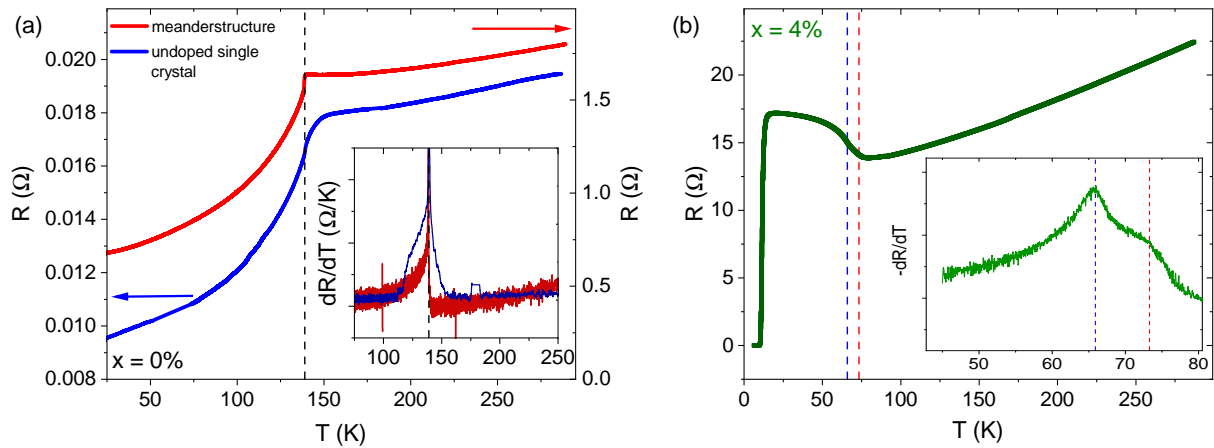 (a)
meanderstructure
undoped single
crystal
0.020
0.018
0.016
0.014
0.012
0.010
0.008
R (Ω)
x = 0%
50
100
150
200
250
T (K)
1.5
1.0
0.5
0.0
R (Ω)
dR/dT (Ω/K)
100
150
200
250
(b)
x = 4%
20
15
10
5
0
R (Ω)
0
50
100
150
200
250
T (K)
-dR/dT
50
60
70
80